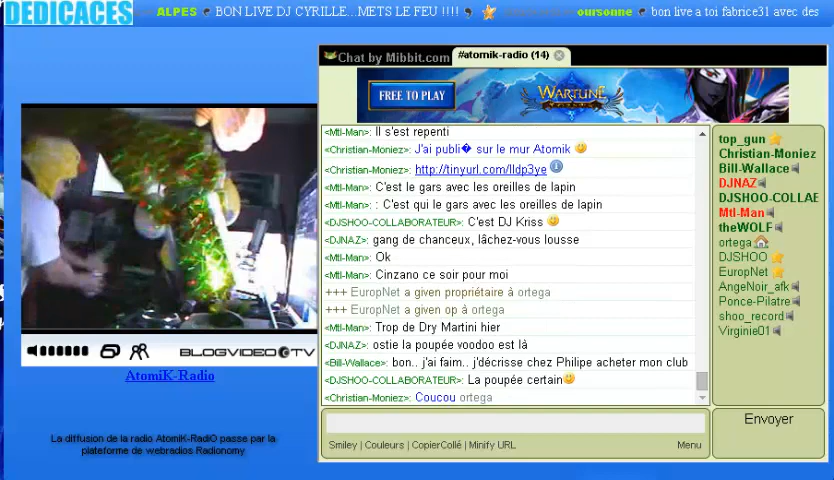 DEDICACES ALPES BON LIVE DJ CYRILLE...METS LE FEU !!!! oursonne bon live a toi fabrice31 avec des
Chat by Mibbit.com #atomik-radio (14)
FREE TO PLAY WARTUNE
<Mtl-Man>: Il s'est repenti
<Christian-Moniez>: J'ai publi� sur le mur Atomik
<Christian-Moniez>: http://tinyurl.com/lldp3ye
<Mtl-Man>: C'est le gars avec les oreilles de lapin
<Mtl-Man>: : C'est qui le gars avec les oreilles de lapin
<DJSHOO-COLLABORATEUR>: C'est DJ Kriss
<DJNAZ>: gang de chanceux, lâchez-vous lousse
<Mtl-Man>: Ok
<Mtl-Man>: Cinzano ce soir pour moi
+++ EuropNet a given propriétaire à ortega
+++ EuropNet a given op à ortega
<Mtl-Man>: Trop de Dry Martini hier
<DJNAZ>: ostie la poupée voodoo est là
<Bill-Wallace>: bon.. j'ai faim.. j'décrisse chez Philipe acheter mon club
<DJSHOO-COLLABORATEUR>: La poupée certain
<Christian-Moniez>: Coucou ortega
top_gun
Christian-Moniez
Bill-Wallace
DJNAZ
DJSHOO-COLLAE
Mtl-Man
theWOLF
ortega
DJSHOO
EuropNet
AngeNoir_afk
Ponce-Pilatre
shoo_record
Virginie01
Envoyer
Smiley | Couleurs | CopierCollé | Minify URL Menu
BLOGVIDEO TV
AtomiK-Radio
La diffusion de la radio AtomiK-RadiO passe par la
plateforme de webradios Radionomy